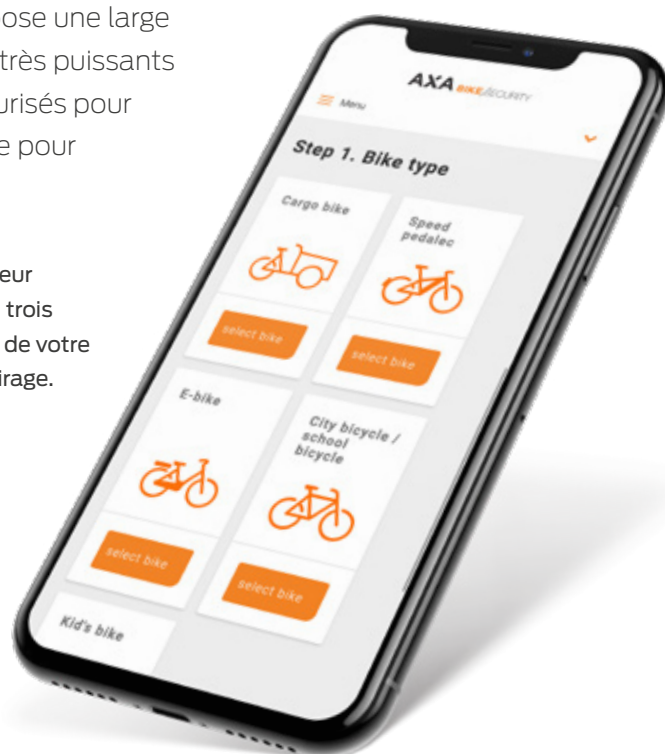 ose une large
très puissants
urisés pour
e pour
eur
trois
de votre
irage.
AXA BIKE/SECURITY
Menu
Step 1. Bike type
Cargo bike
select bike
Speed
pedalec
select bike
E-bike
select bike
City bicycle /
school
bicycle
select bike
Kid's bike